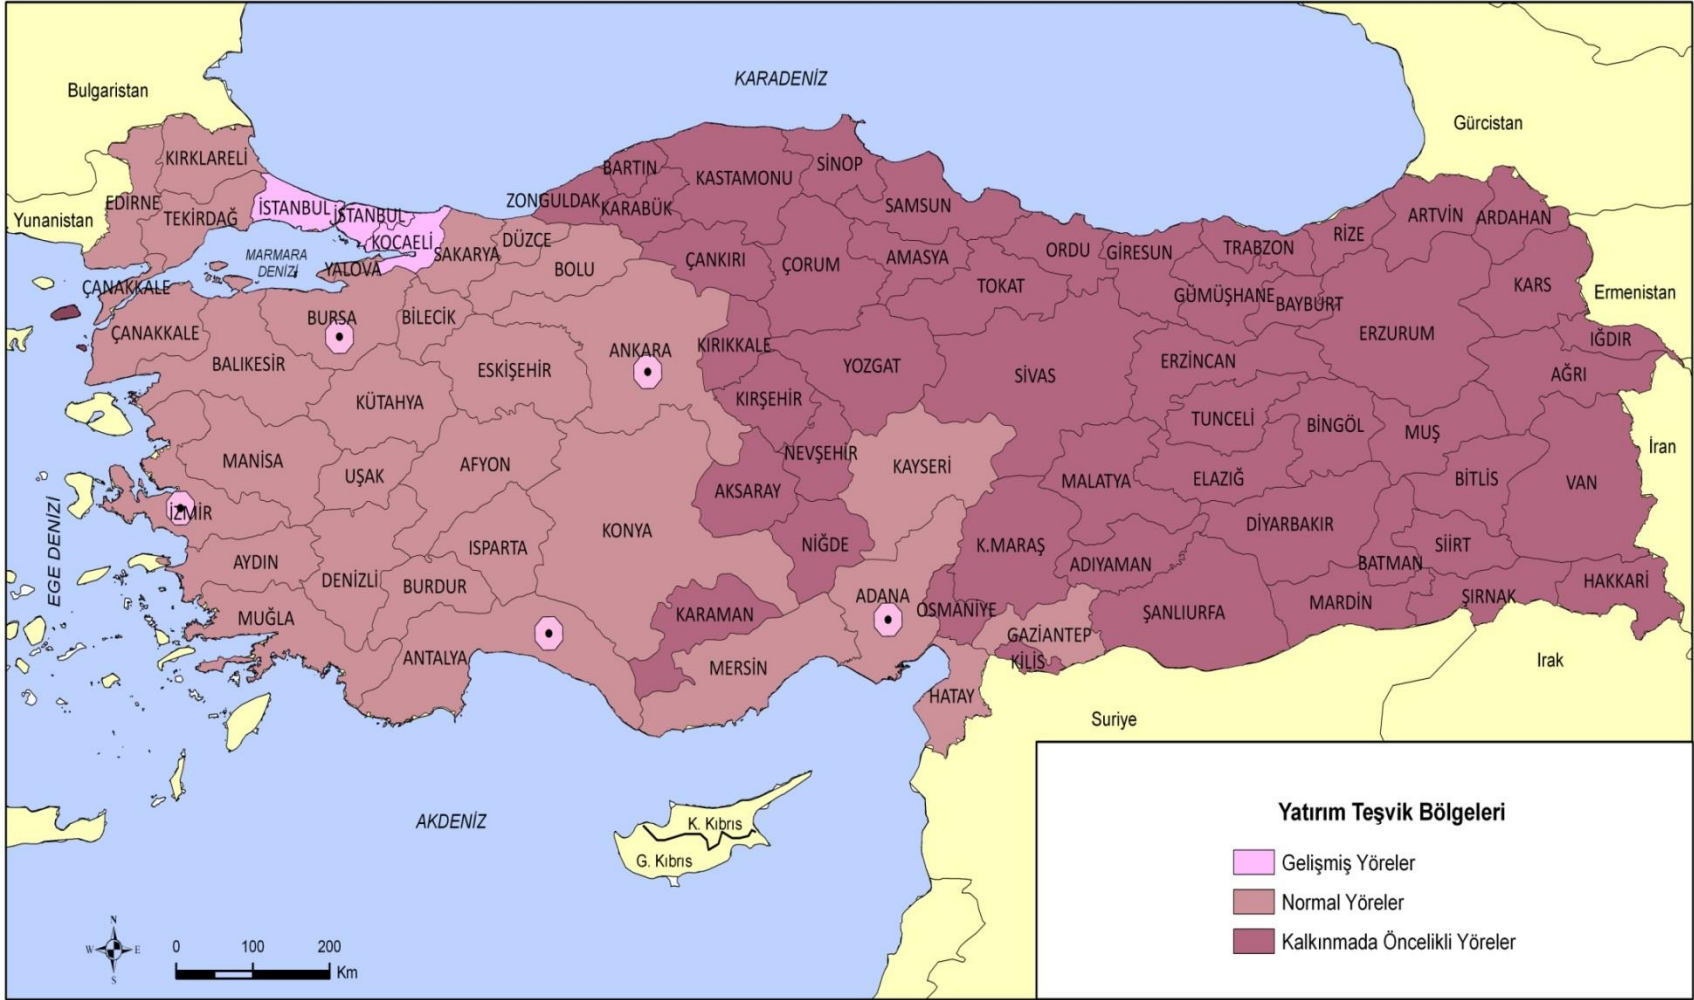 KARADENİZ
Bulgaristan
Gürcistan
KIRKLARELİ
BARTIN
SİNOP
KASTAMONU
EDİRNE
TEKİRDAĞ
İSTANBUL
İSTANBUL
ZONGULDAK
KARABÜK
SAMSUN
ARTVİN
ARDAHAN
Yunanistan
KOCAELİ
DÜZCE
RİZE
MARMARA
DENİZİ
SAKARYA
YALOVA
BOLU
ÇANKIRI
ÇORUM
AMASYA
ORDU
GİRESUN
TRABZON
TOKAT
KARS
ÇANAKKALE
GÜMÜŞHANE
BAYBURT
Ermenistan
ÇANAKKALE
BURSA
BİLECİK
ERZURUM
IĞDIR
BALIKESİR
ESKİŞEHİR
ANKARA
KIRIKKALE
YOZGAT
SİVAS
ERZİNCAN
AĞRI
KÜTAHYA
KIRŞEHİR
TUNCELİ
BİNGÖL
MUŞ
İran
MANİSA
UŞAK
AFYON
NEVŞEHİR
KAYSERİ
AKSARAY
MALATYA
ELAZIĞ
BİTLİS
VAN
İZMİR
EGE DENİZİ
KONYA
DİYARBAKIR
ISPARTA
NİĞDE
K.MARAŞ
SİİRT
AYDIN
DENİZLİ
BURDUR
ADIYAMAN
BATMAN
HAKKARİ
MUĞLA
KARAMAN
ADANA
OSMANİYE
ŞANLIURFA
MARDİN
ŞIRNAK
GAZİANTEP
ANTALYA
MERSİN
KİLİS
Irak
HATAY
Suriye
AKDENİZ
K. Kıbrıs
G. Kıbrıs
Yatırım Teşvik Bölgeleri
Gelişmiş Yöreler
Normal Yöreler
Kalkınmada Öncelikli Yöreler
N
W
E
S
0 100 200
Km